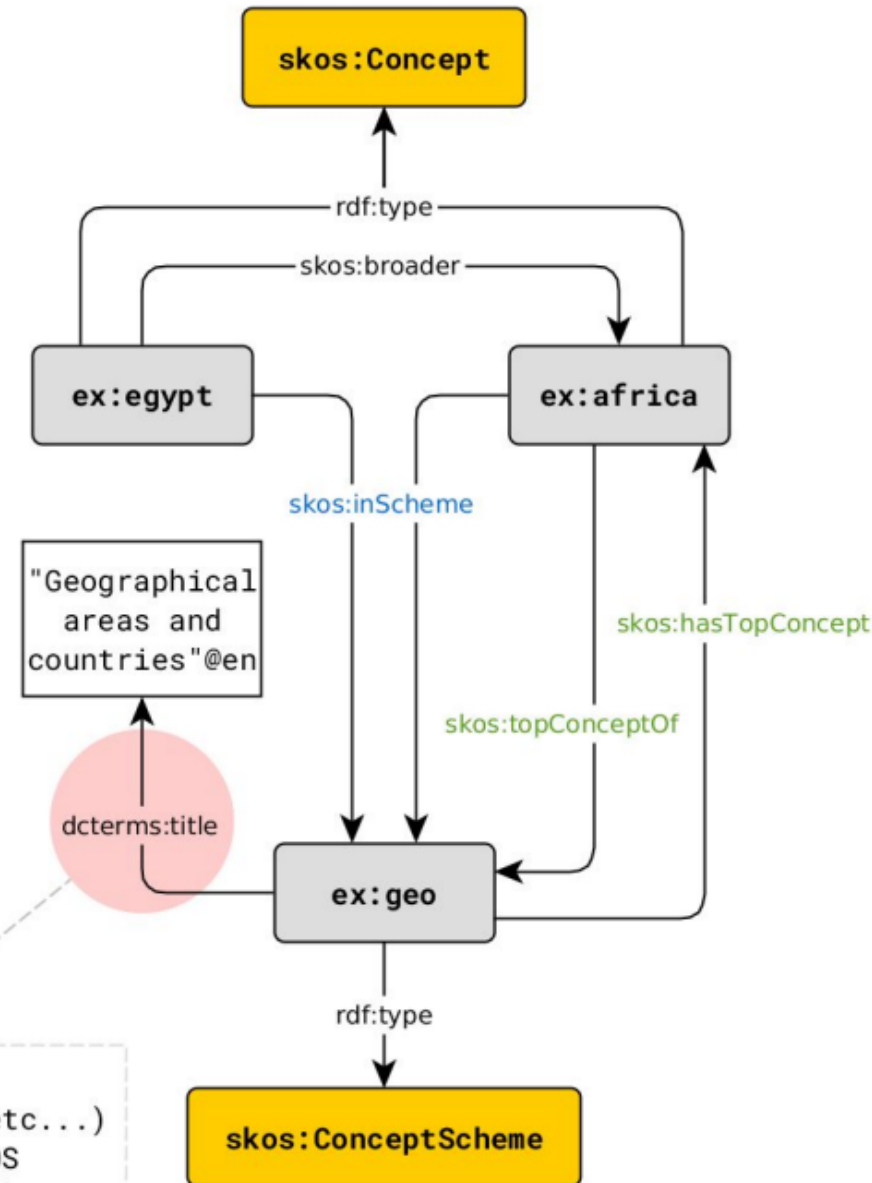 skos:Concept
rdf:type
skos:broader
ex:egypt
ex:africa
skos:inScheme
"Geographical
areas and
countries"@en
skos:hasTopConcept
skos:topConceptOf
dcterms:title
ex:geo
rdf:type
etc...)
skos:ConceptScheme